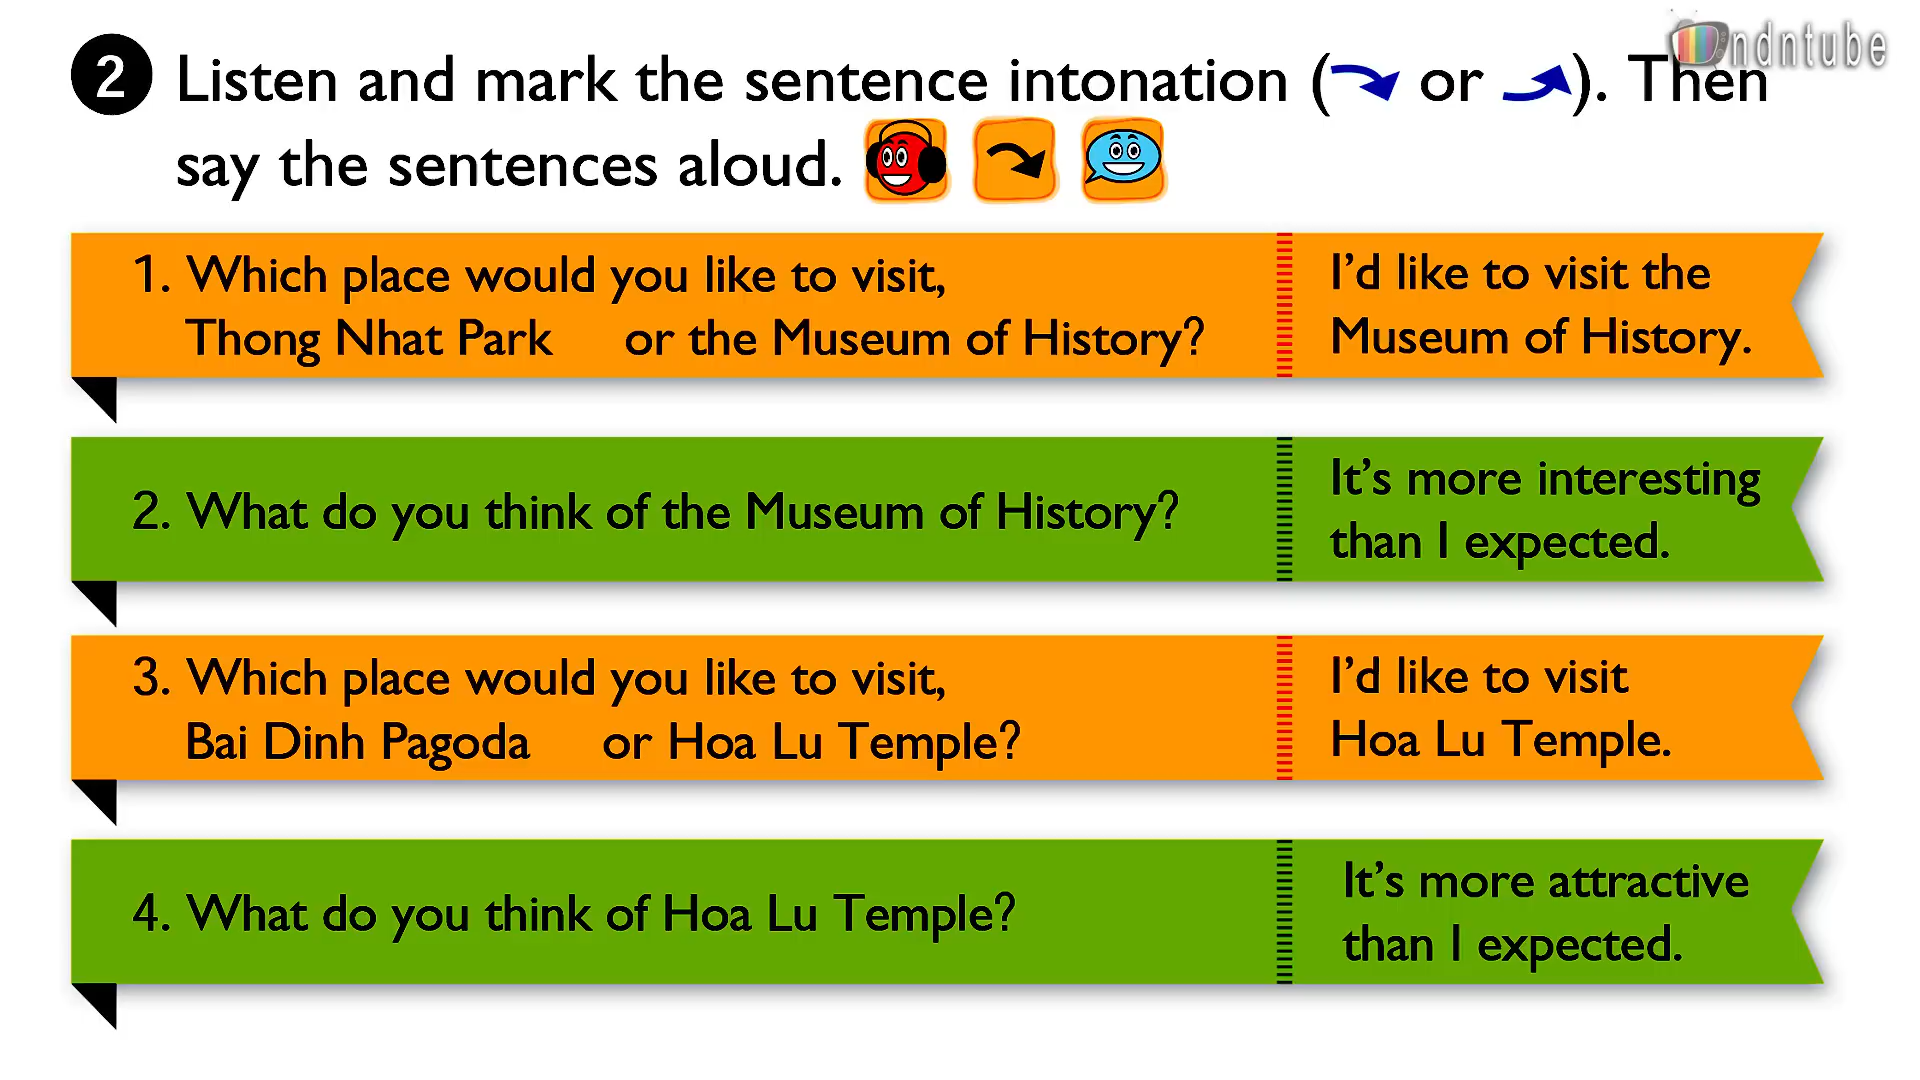 ndntube
2 Listen and mark the sentence intonation ( or ). Then
say the sentences aloud.
1. Which place would you like to visit,
Thong Nhat Park or the Museum of History?
I'd like to visit the
Museum of History.
2. What do you think of the Museum of History?
It's more interesting
than I expected.
3. Which place would you like to visit,
Bai Dinh Pagoda or Hoa Lu Temple?
I'd like to visit
Hoa Lu Temple.
4. What do you think of Hoa Lu Temple?
It's more attractive
than I expected.